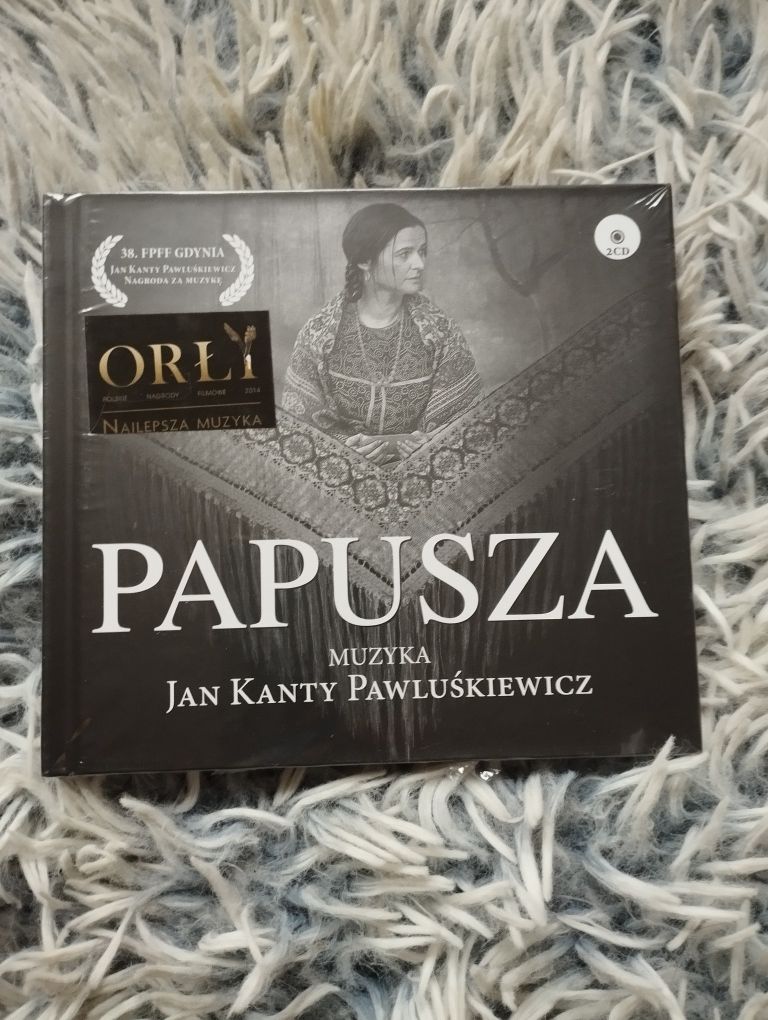 38. FPFF GDYNIA
JAN KANTY PAWLUŚKIEWICZ
NAGRODA ZA MUZYKĘ
2CD
ORŁY
POLSKIE NAGRODY FILMOWE 2014
NAJLEPSZA MUZYKA
PAPUSZA
MUZYKA
JAN KANTY PAWLUŚKIEWICZ